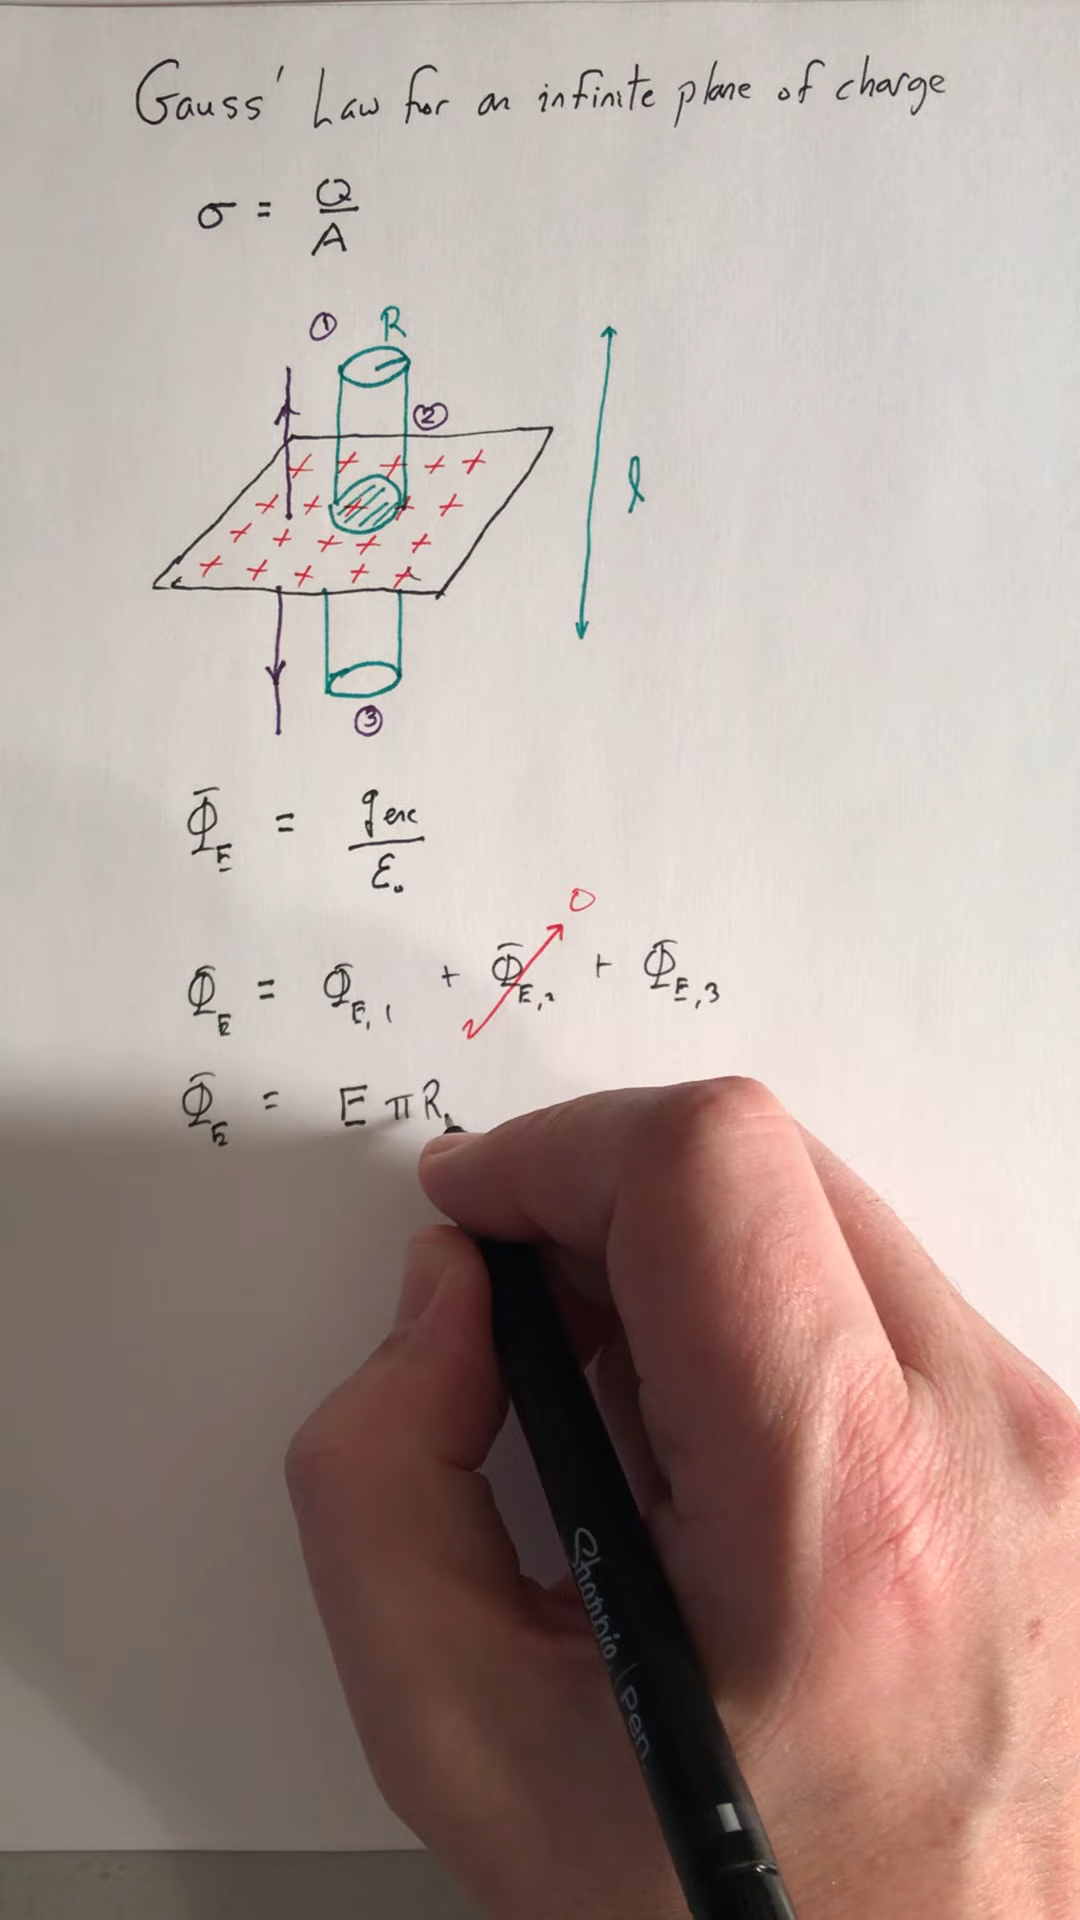 Gauss' Law for an infinite plane of charge
σ = Q/A
① R
②
l
③
Φ_E = q_enc/ε₀
0
Φ_E = Φ_E,1 + Φ_E,2 + Φ_E,3
Φ_E = E π R
Sharpie Pen